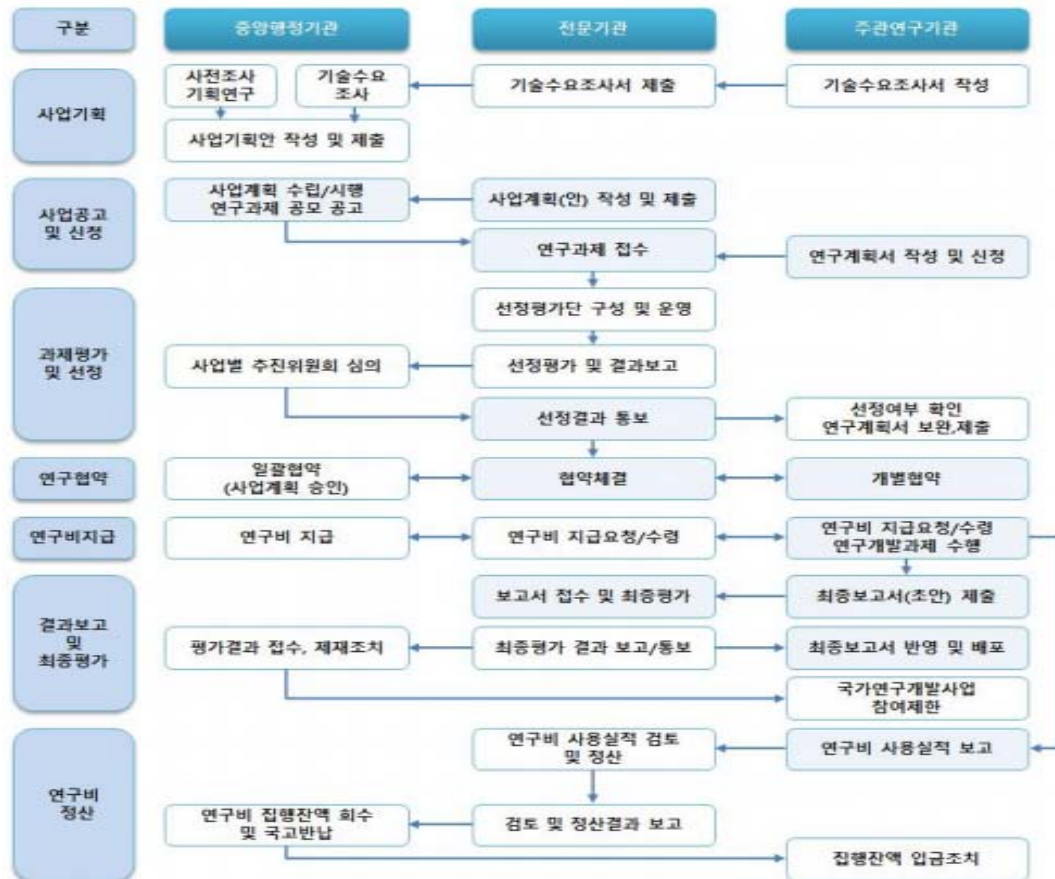 구분
중앙행정기관
전문기관
주관연구기관
사업기획
사전조사
기획연구
기술수요
조사
기술수요조사서 제출
기술수요조사서 작성
사업기획안 작성 및 제출
사업공고
및 신청
사업계획 수립/시행
연구과제 공모 공고
사업계획(안) 작성 및 제출
연구과제 접수
연구계획서 작성 및 신청
과제평가
및 선정
선정평가단 구성 및 운영
사업별 추진위원회 심의
선정평가 및 결과보고
선정결과 통보
선정여부 확인
연구계획서 보완,제출
연구협약
일괄협약
(사업계획 승인)
협약체결
개별협약
연구비지급
연구비 지급
연구비 지급요청/수령
연구비 지급요청/수령
연구개발과제 수행
결과보고
및
최종평가
보고서 접수 및 최종평가
최종보고서(초안) 제출
평가결과 접수, 제재조치
최종평가 결과 보고/통보
최종보고서 반영 및 배포
국가연구개발사업
참여제한
연구비
정산
연구비 사용실적 검토
및 정산
연구비 사용실적 보고
연구비 집행잔액 회수
및 국고반납
검토 및 정산결과 보고
집행잔액 입금조치